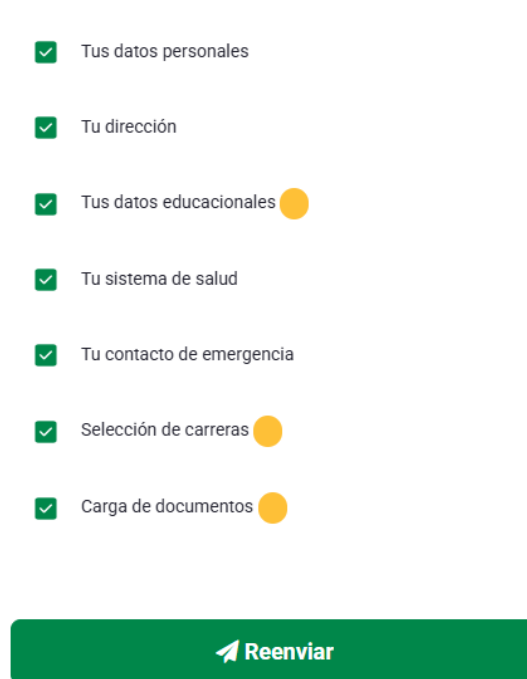 Tus datos personales
Tu dirección
Tus datos educacionales
Tu sistema de salud
Tu contacto de emergencia
Selección de carreras
Carga de documentos
Reenviar